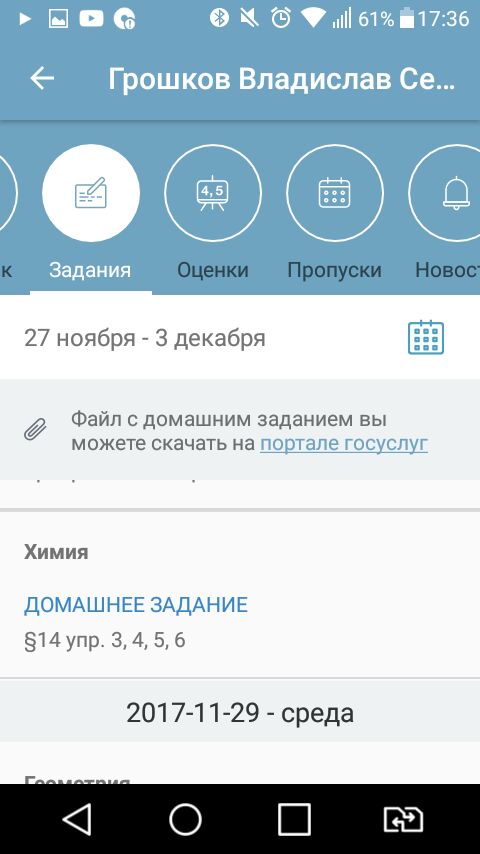 61% 17:36
Грошков Владислав Се...
к Задания Оценки Пропуски Новост
4,5
27 ноября - 3 декабря
Файл с домашним заданием вы
можете скачать на портале госуслуг
Химия
ДОМАШНЕЕ ЗАДАНИЕ
§14 упр. 3, 4, 5, 6
2017-11-29 - среда
Геометрия